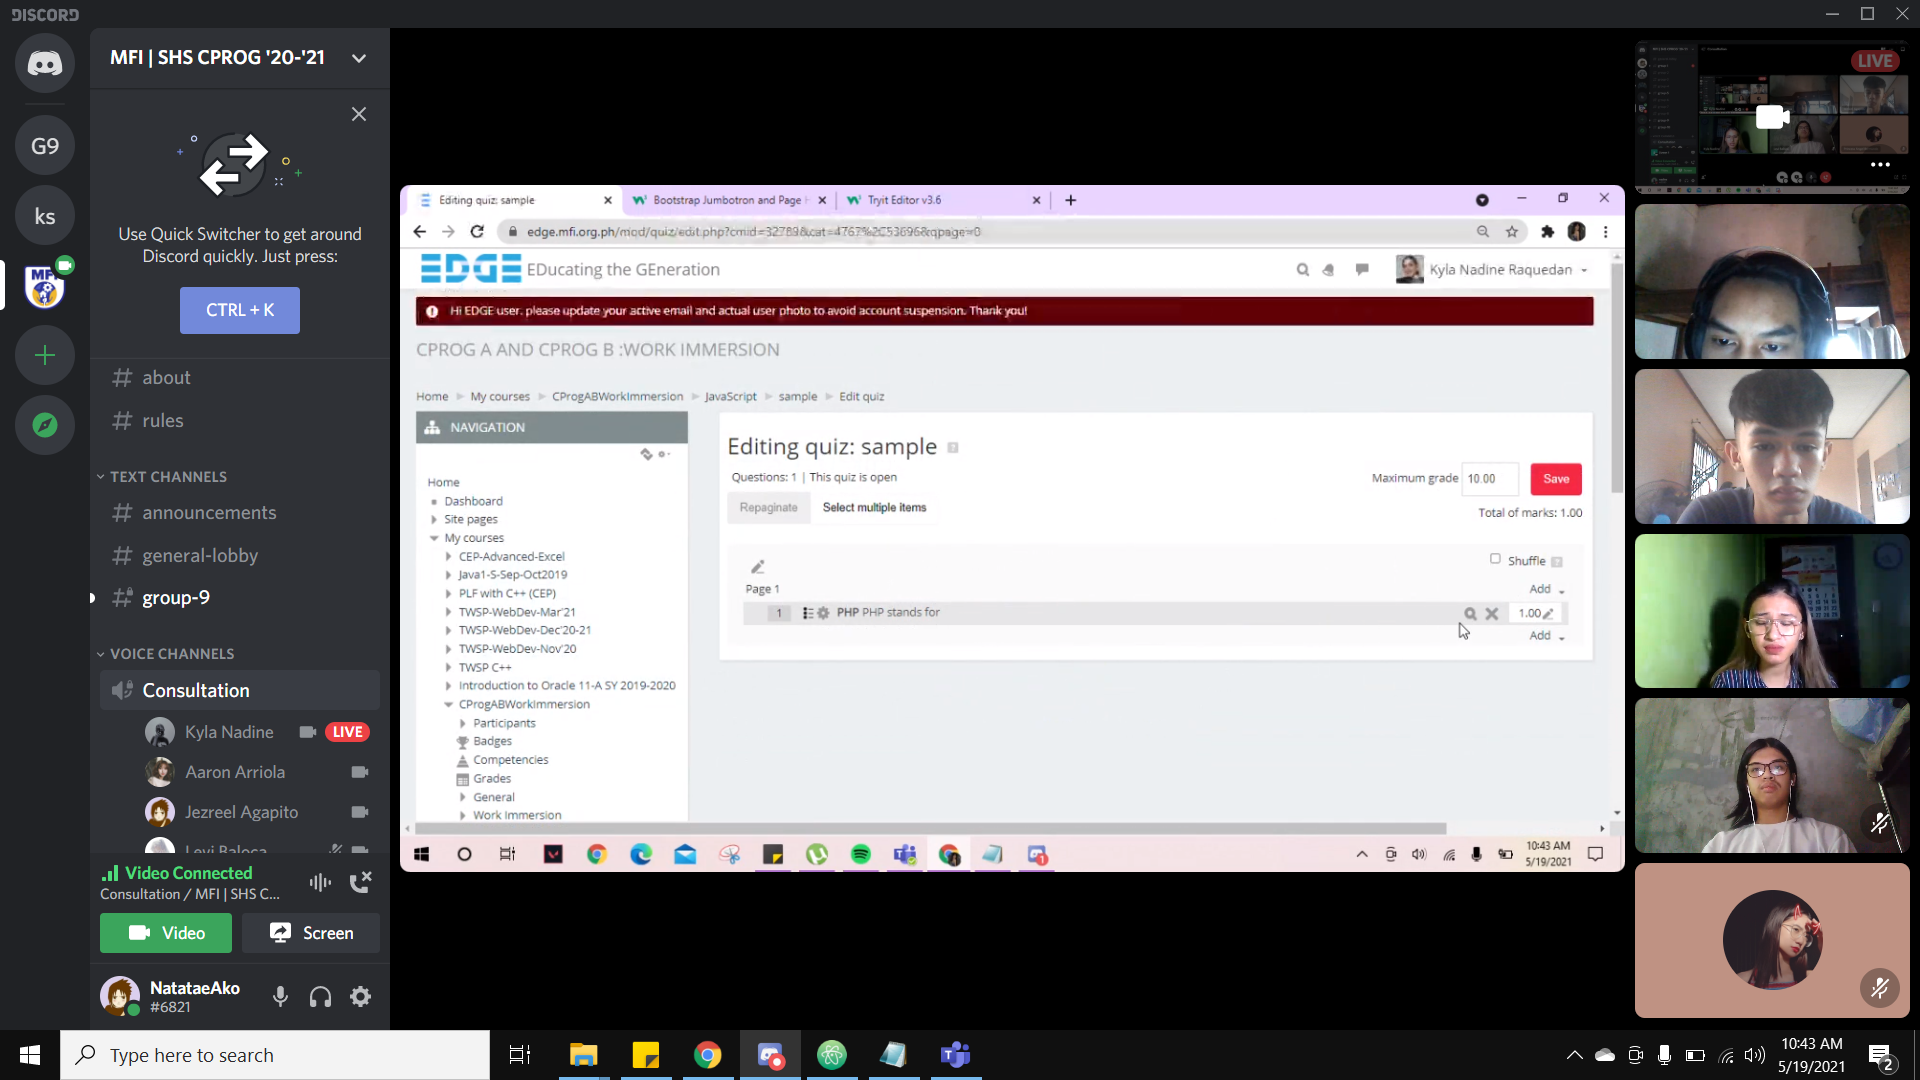 DISCORD
MFI | SHS CPROG '20-'21
G9
ks
MFI
Use Quick Switcher to get around
Discord quickly. Just press:
CTRL + K
about
rules
TEXT CHANNELS
announcements
general-lobby
group-9
VOICE CHANNELS
Consultation
Kyla Nadine
LIVE
Aaron Arriola
Jezreel Agapito
Levi Baloca
Video Connected
Consultation / MFI | SHS C...
Video
Screen
NatataeAko
#6821
Editing quiz: sample
Bootstrap Jumbotron and Page
Tryit Editor v3.6
edge.mfi.org.ph/mod/quiz/edit.php?cmid=32789&cat=4767%2C53696&qpage=0
EDGE EDucating the GEneration
Kyla Nadine Raquedan
Hi EDGE user, please update your active email and actual user photo to avoid account suspension. Thank you!
CPROG A AND CPROG B :WORK IMMERSION
Home My courses CProgABWorkImmersion JavaScript sample Edit quiz
NAVIGATION
Home
Dashboard
Site pages
My courses
CEP-Advanced-Excel
Java1-S-Sep-Oct2019
PLF with C++ (CEP)
TWSP-WebDev-Mar'21
TWSP-WebDev-Dec'20-21
TWSP-WebDev-Nov'20
TWSP C++
Introduction to Oracle 11-A SY 2019-2020
CProgABWorkImmersion
Participants
Badges
Competencies
Grades
General
Work Immersion
Editing quiz: sample
Questions: 1 | This quiz is open
Maximum grade 10.00 Save
Repaginate Select multiple items
Total of marks: 1.00
Shuffle
Page 1 Add
1 PHP PHP stands for 1.00
Add
10:43 AM
5/19/2021
LIVE
Type here to search
10:43 AM
5/19/2021
2